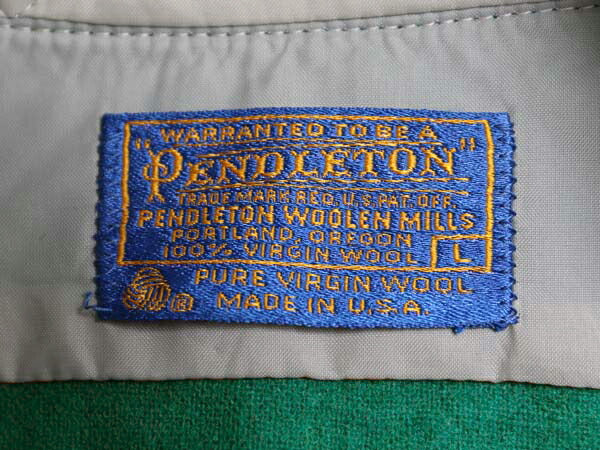 WARRANTED TO BE A
"PENDLETON"
TRADE MARK REG. U.S. PAT. OFF.
PENDLETON WOOLEN MILLS
PORTLAND, OREGON
100% VIRGIN WOOL L
PURE VIRGIN WOOL
MADE IN U.S.A.